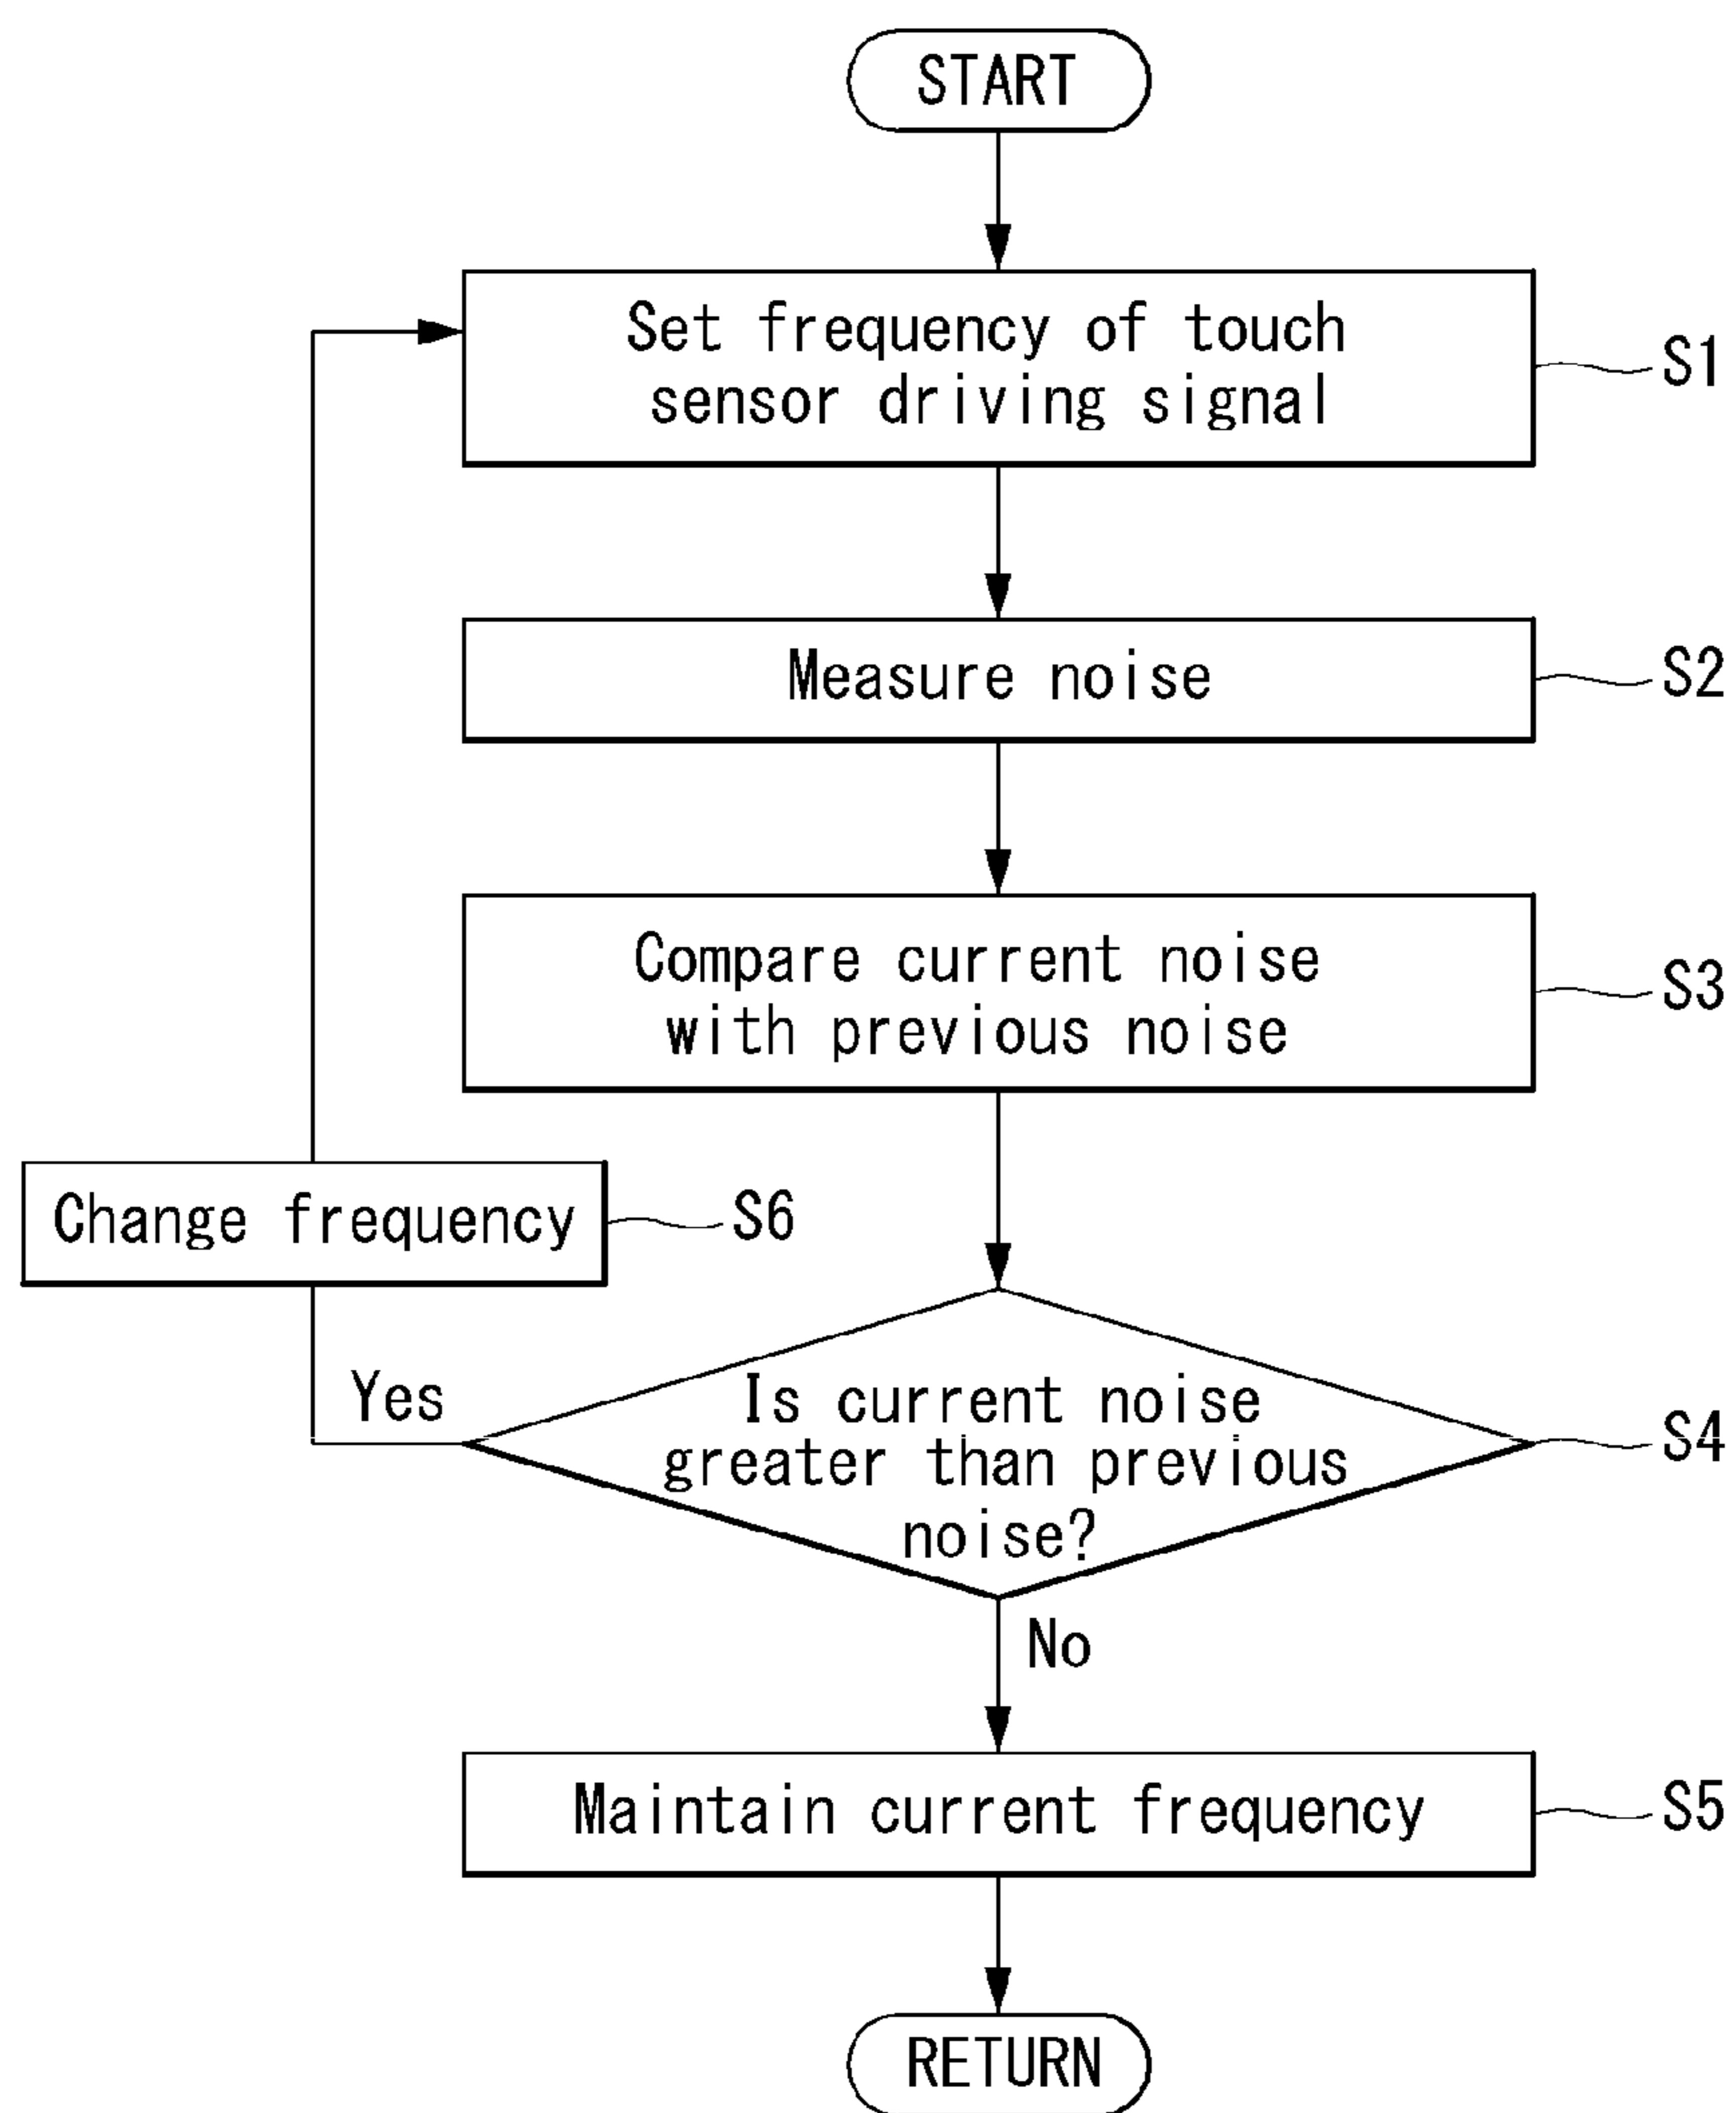 START
Set frequency of touch
sensor driving signal
S1
Measure noise
S2
Compare current noise
with previous noise
S3
Change frequency
S6
Yes
Is current noise
greater than previous
noise?
S4
No
Maintain current frequency
S5
RETURN